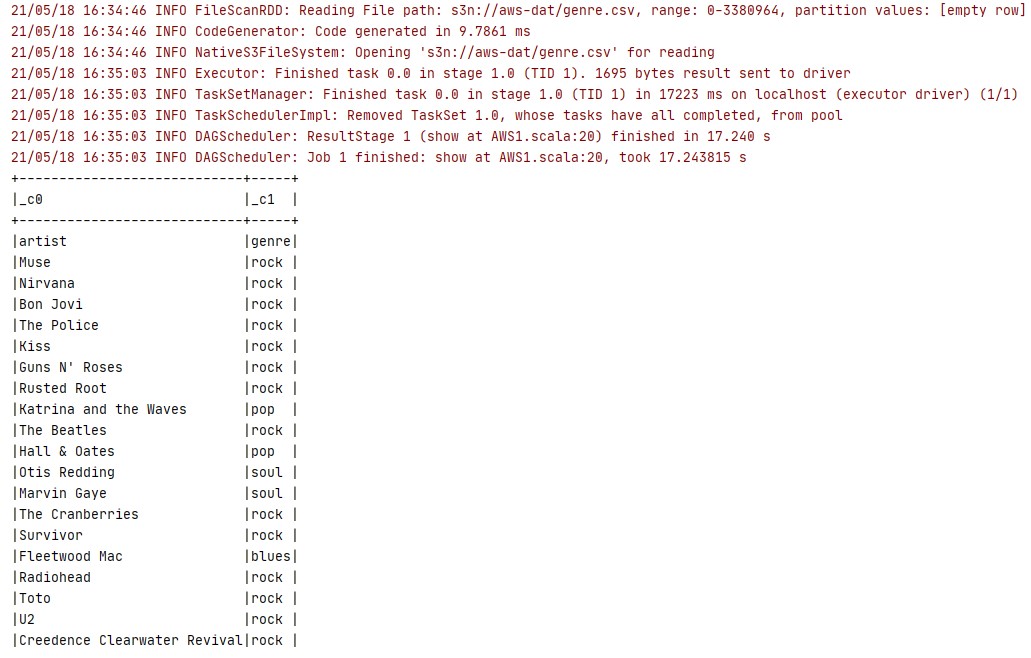 21/05/18 16:34:46 INFO FileScanRDD: Reading File path: s3n://aws-dat/genre.csv, range: 0-3380964, partition values: [empty row]
21/05/18 16:34:46 INFO CodeGenerator: Code generated in 9.7861 ms
21/05/18 16:34:46 INFO NativeS3FileSystem: Opening 's3n://aws-dat/genre.csv' for reading
21/05/18 16:35:03 INFO Executor: Finished task 0.0 in stage 1.0 (TID 1). 1695 bytes result sent to driver
21/05/18 16:35:03 INFO TaskSetManager: Finished task 0.0 in stage 1.0 (TID 1) in 17223 ms on localhost (executor driver) (1/1)
21/05/18 16:35:03 INFO TaskSchedulerImpl: Removed TaskSet 1.0, whose tasks have all completed, from pool
21/05/18 16:35:03 INFO DAGScheduler: ResultStage 1 (show at AWS1.scala:20) finished in 17.240 s
21/05/18 16:35:03 INFO DAGScheduler: Job 1 finished: show at AWS1.scala:20, took 17.243815 s
+----------------------------+-----+
|_c0                         |_c1  |
+----------------------------+-----+
|artist                      |genre|
|Muse                        |rock |
|Nirvana                     |rock |
|Bon Jovi                    |rock |
|The Police                  |rock |
|Kiss                        |rock |
|Guns N' Roses               |rock |
|Rusted Root                 |rock |
|Katrina and the Waves       |pop  |
|The Beatles                 |rock |
|Hall & Oates                |pop  |
|Otis Redding                |soul |
|Marvin Gaye                 |soul |
|The Cranberries             |rock |
|Survivor                    |rock |
|Fleetwood Mac               |blues|
|Radiohead                   |rock |
|Toto                        |rock |
|U2                          |rock |
|Creedence Clearwater Revival|rock |